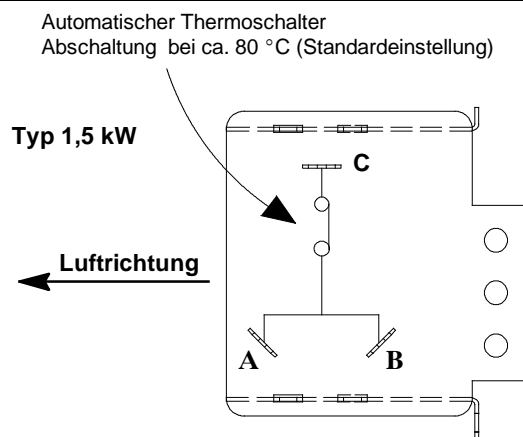 Automatischer Thermoschalter
Abschaltung bei ca. 80 °C (Standardeinstellung)
Typ 1,5 kW
C
Luftrichtung
A
B